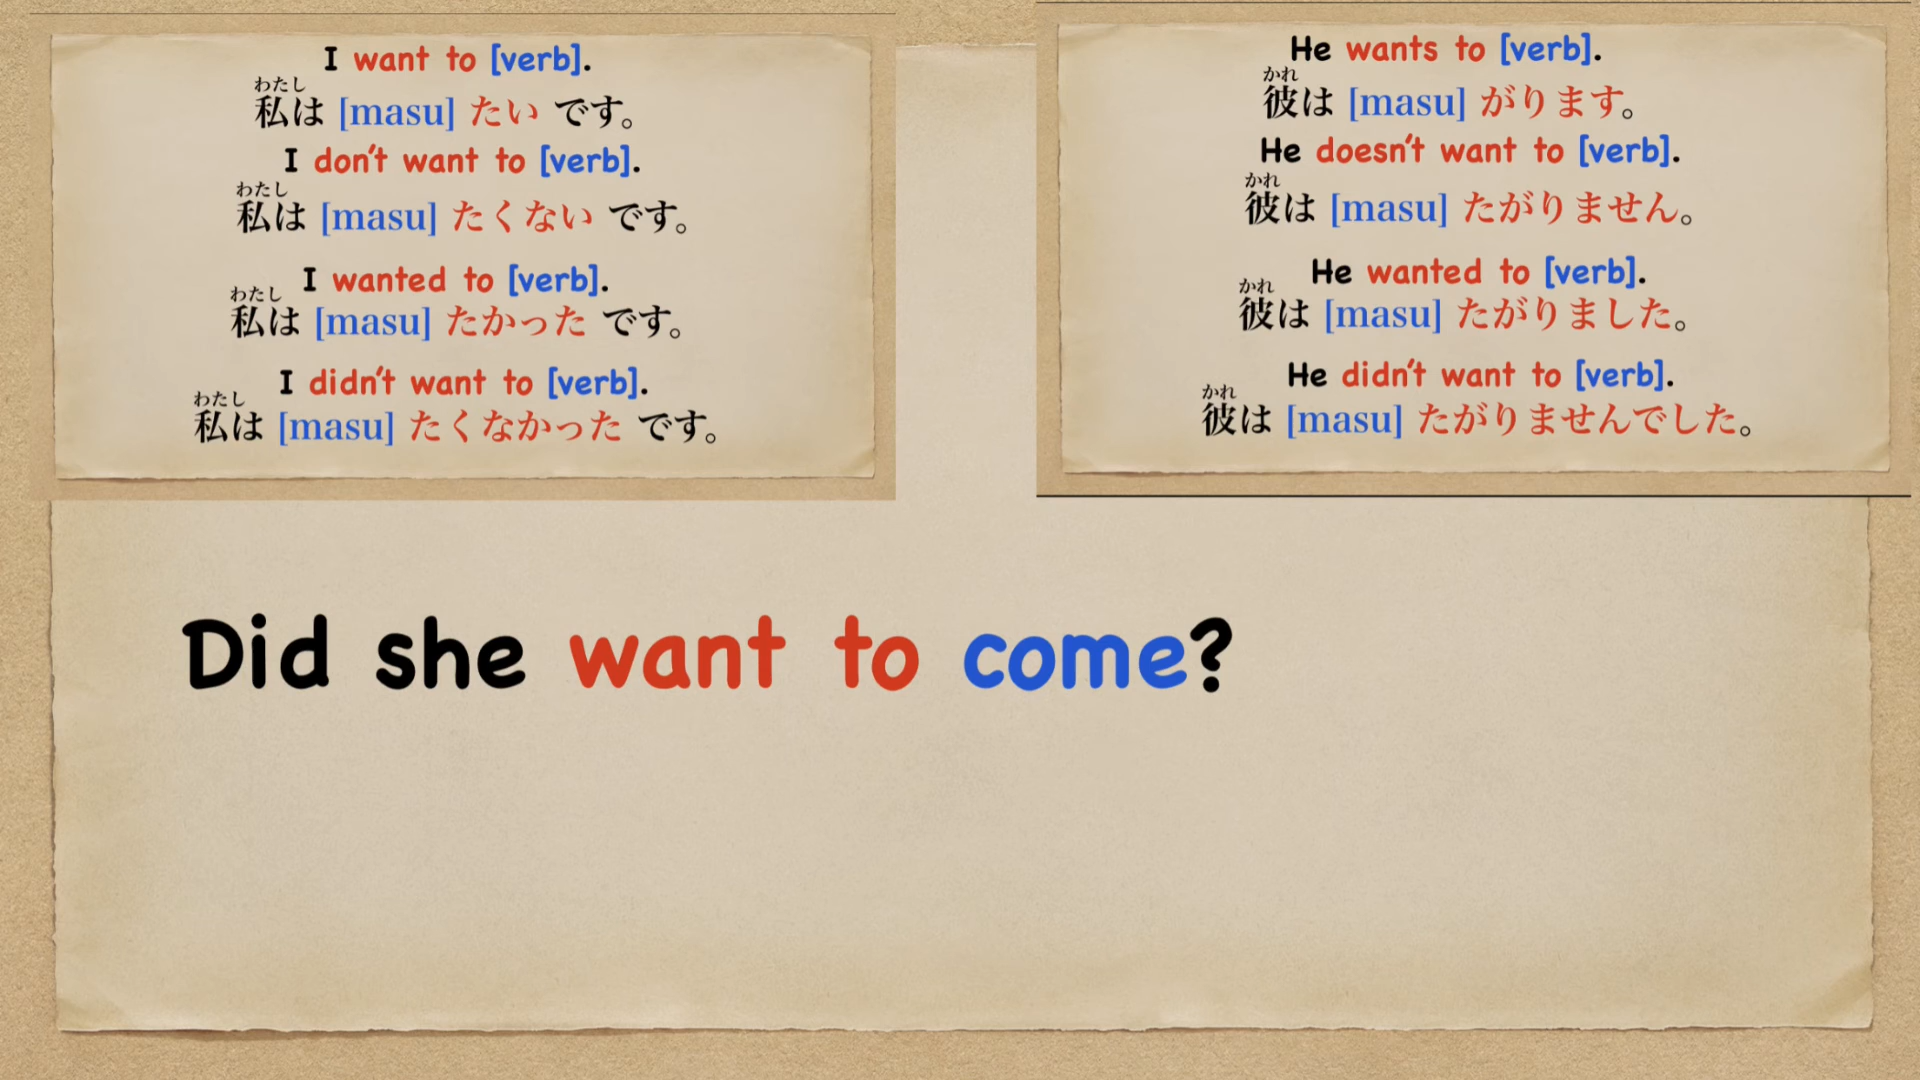 I want to [verb].
わたし
私は [masu] たい です。
I don't want to [verb].
わたし
私は [masu] たくない です。
I wanted to [verb].
わたし
私は [masu] たかった です。
I didn't want to [verb].
わたし
私は [masu] たくなかった です。
He wants to [verb].
かれ
彼は [masu] がります。
He doesn't want to [verb].
かれ
彼は [masu] たがりません。
He wanted to [verb].
かれ
彼は [masu] たがりました。
He didn't want to [verb].
かれ
彼は [masu] たがりませんでした。
Did she want to come?